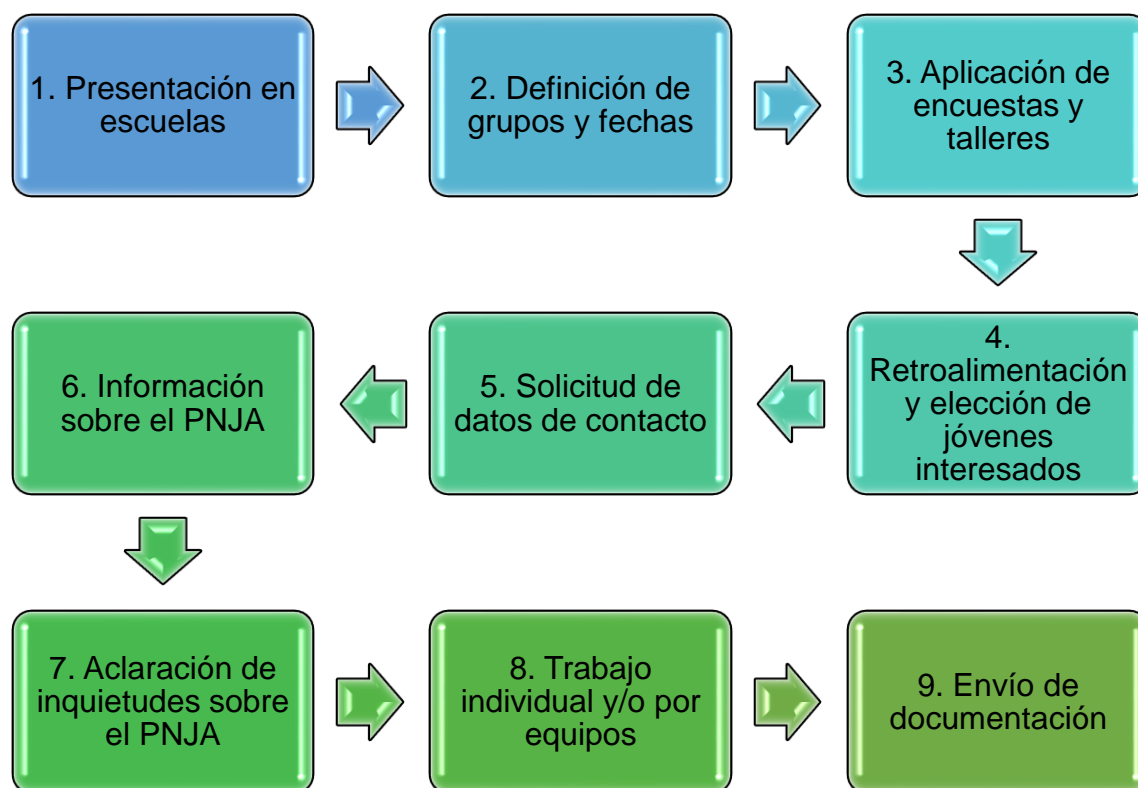 1. Presentación en
escuelas
2. Definición de
grupos y fechas
3. Aplicación de
encuestas y
talleres
4.
Retroalimentación
y elección de
jóvenes
interesados
5. Solicitud de
datos de contacto
6. Información
sobre el PNJA
7. Aclaración de
inquietudes sobre
el PNJA
8. Trabajo
individual y/o por
equipos
9. Envío de
documentación